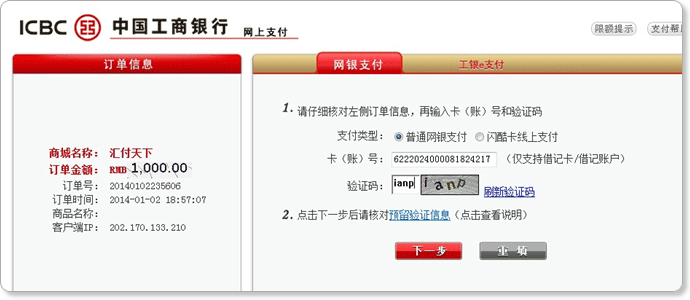 ICBC 中国工商银行 网上支付
限额提示 支付帮
订单信息
网银支付 工银e支付
商城名称: 汇付天下
订单金额: RMB 1,000.00
订单号: 20140102235606
订单时间: 2014-01-02 18:57:07
商品名称:
客户端IP: 202.170.133.210
1. 请仔细核对左侧订单信息，再输入卡（账）号和验证码
支付类型: 普通网银支付 闪酷卡线上支付
卡（账）号: 6222024000081824217 （仅支持借记卡/借记账户）
验证码: ianp ianp 刷新验证码
2. 点击下一步后请核对预留验证信息（点击查看说明）
下一步 重 填